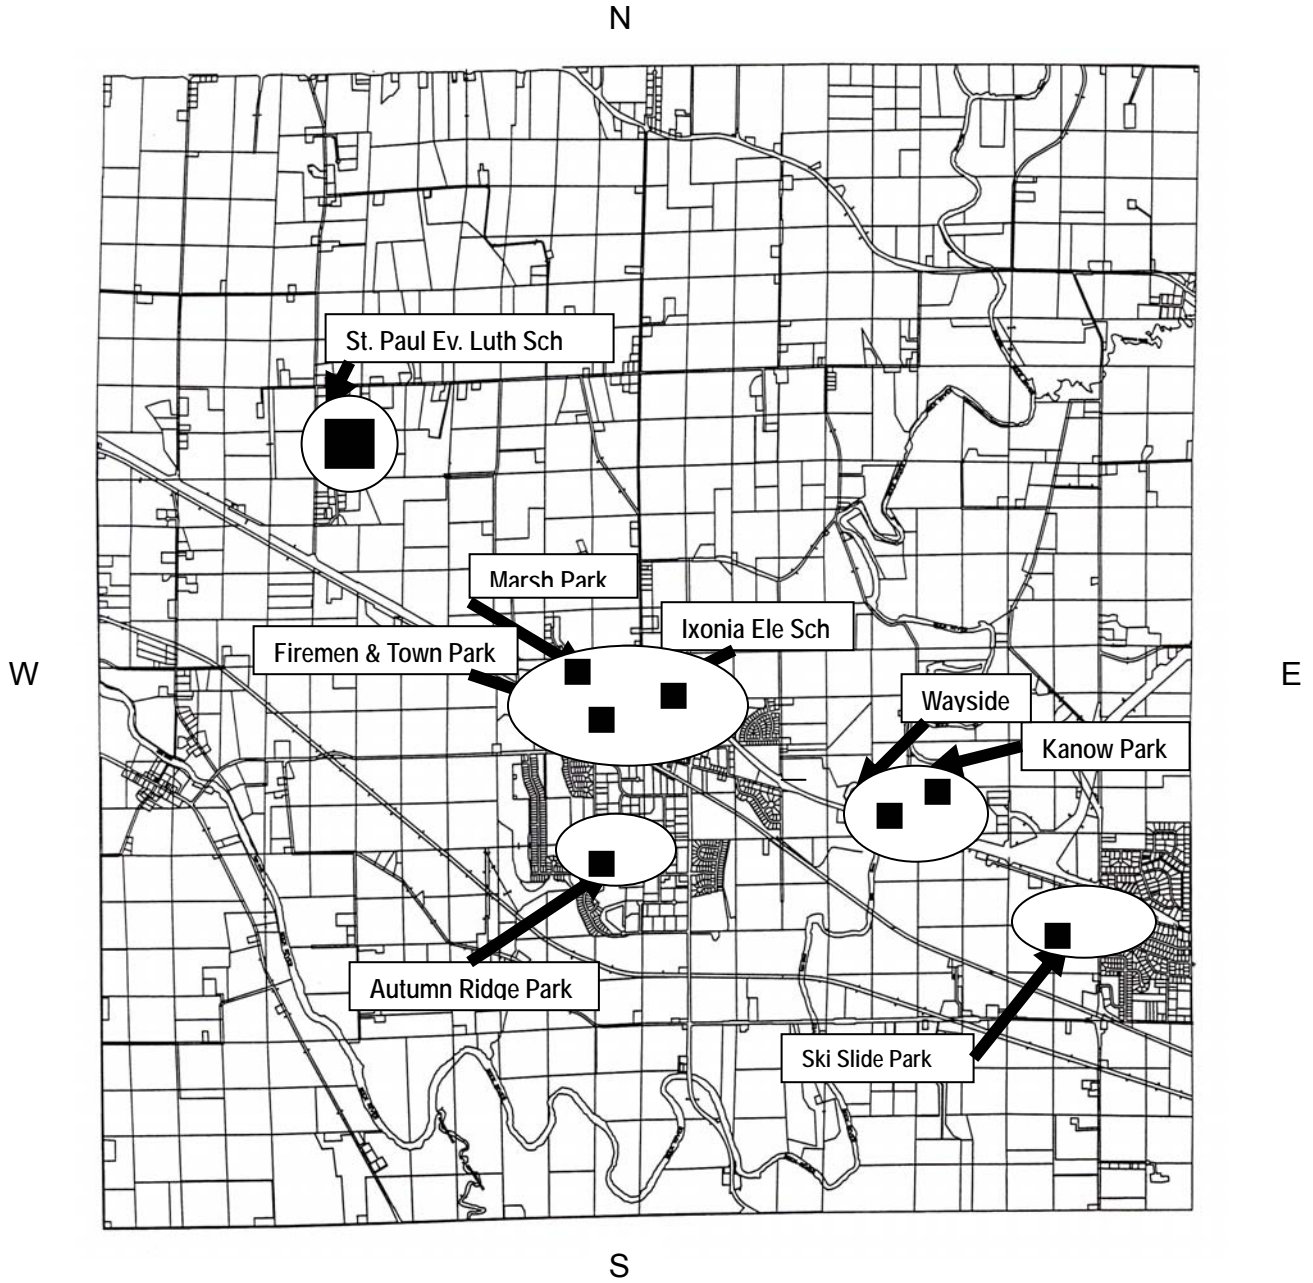 N
St. Paul Ev. Luth Sch
Marsh Park
Ixonia Ele Sch
Firemen & Town Park
W
E
Wayside
Kanow Park
Autumn Ridge Park
Ski Slide Park
S